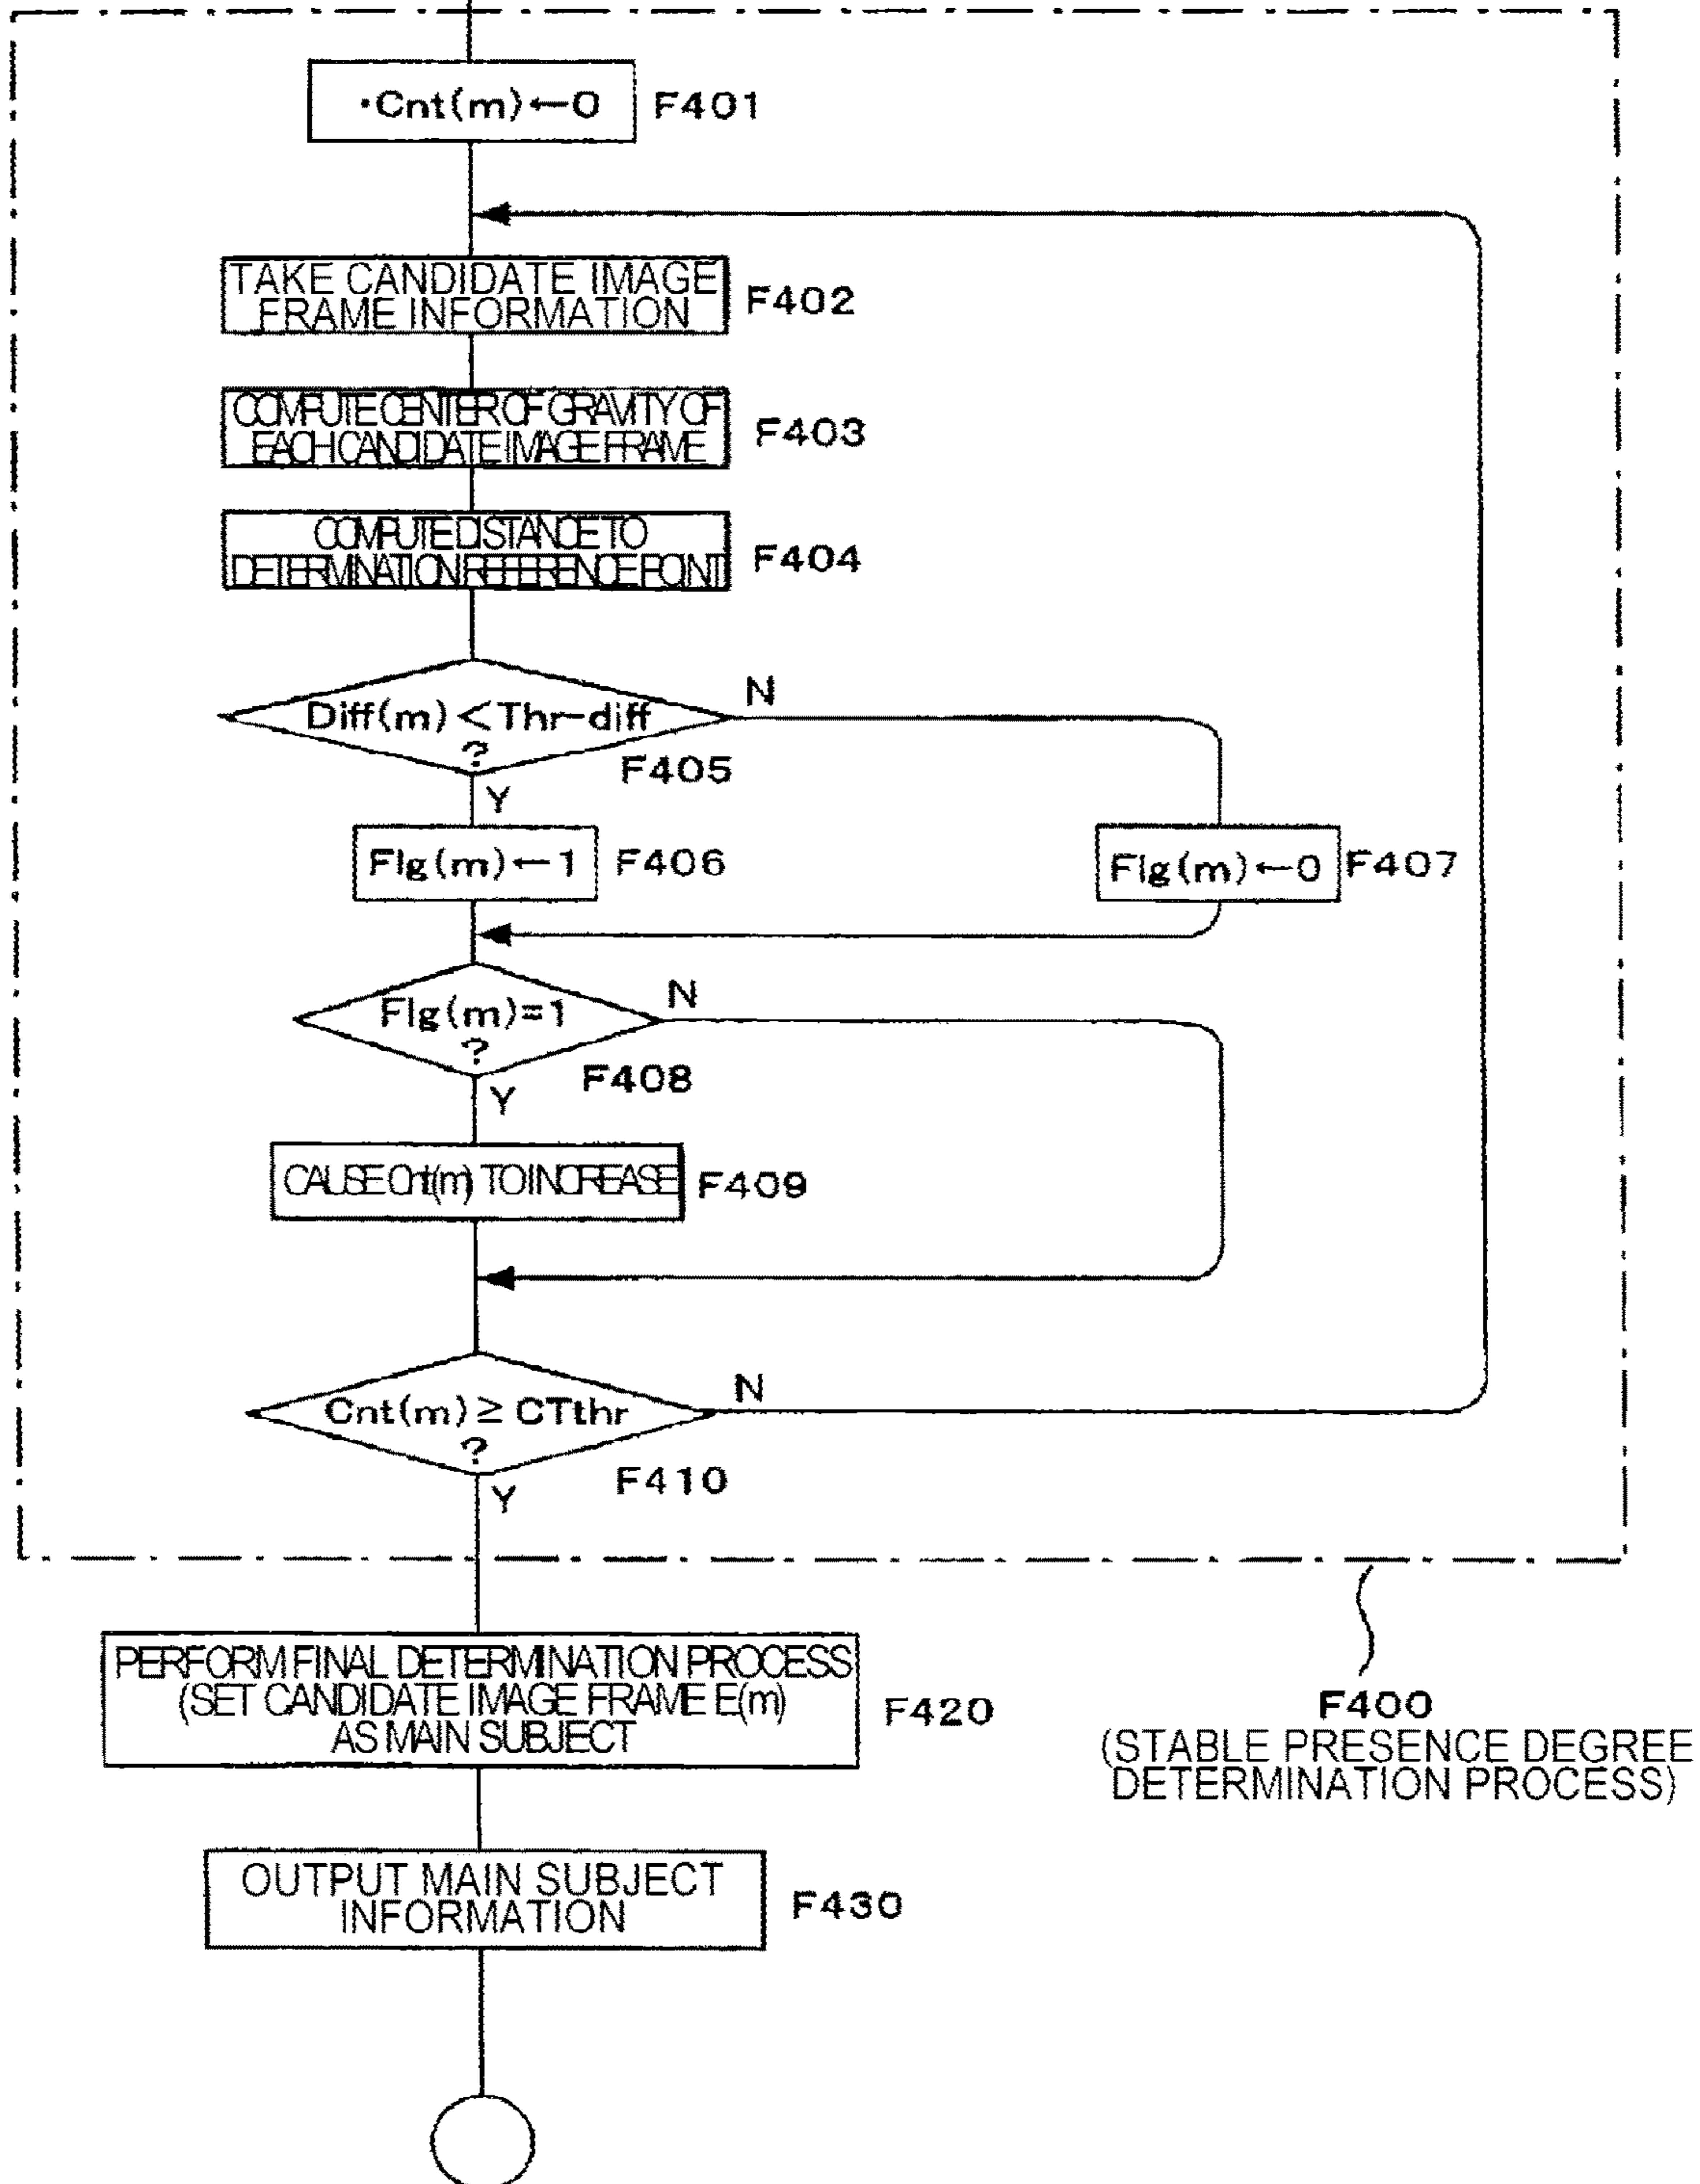 ·Cnt(m)←0 F401
TAKE CANDIDATE IMAGE
FRAME INFORMATION
F402
COMPUTE CENTER OF GRAVITY OF
EACH CANDIDATE IMAGE FRAME
F403
COMPUTE DISTANCE TO
DETERMINATION REFERENCE POINT
F404
Diff(m)<Thr-diff
?
N
F405
Y
Flg(m)←1 F406
Flg(m)←0 F407
Flg(m)=1
?
N
F408
Y
CAUSE Cnt(m) TO INCREASE F409
Cnt(m)≥CTthr
?
N
F410
Y
PERFORM FINAL DETERMINATION PROCESS
(SET CANDIDATE IMAGE FRAME E(m)
AS MAIN SUBJECT
F420
F400
(STABLE PRESENCE DEGREE
DETERMINATION PROCESS)
OUTPUT MAIN SUBJECT
INFORMATION
F430